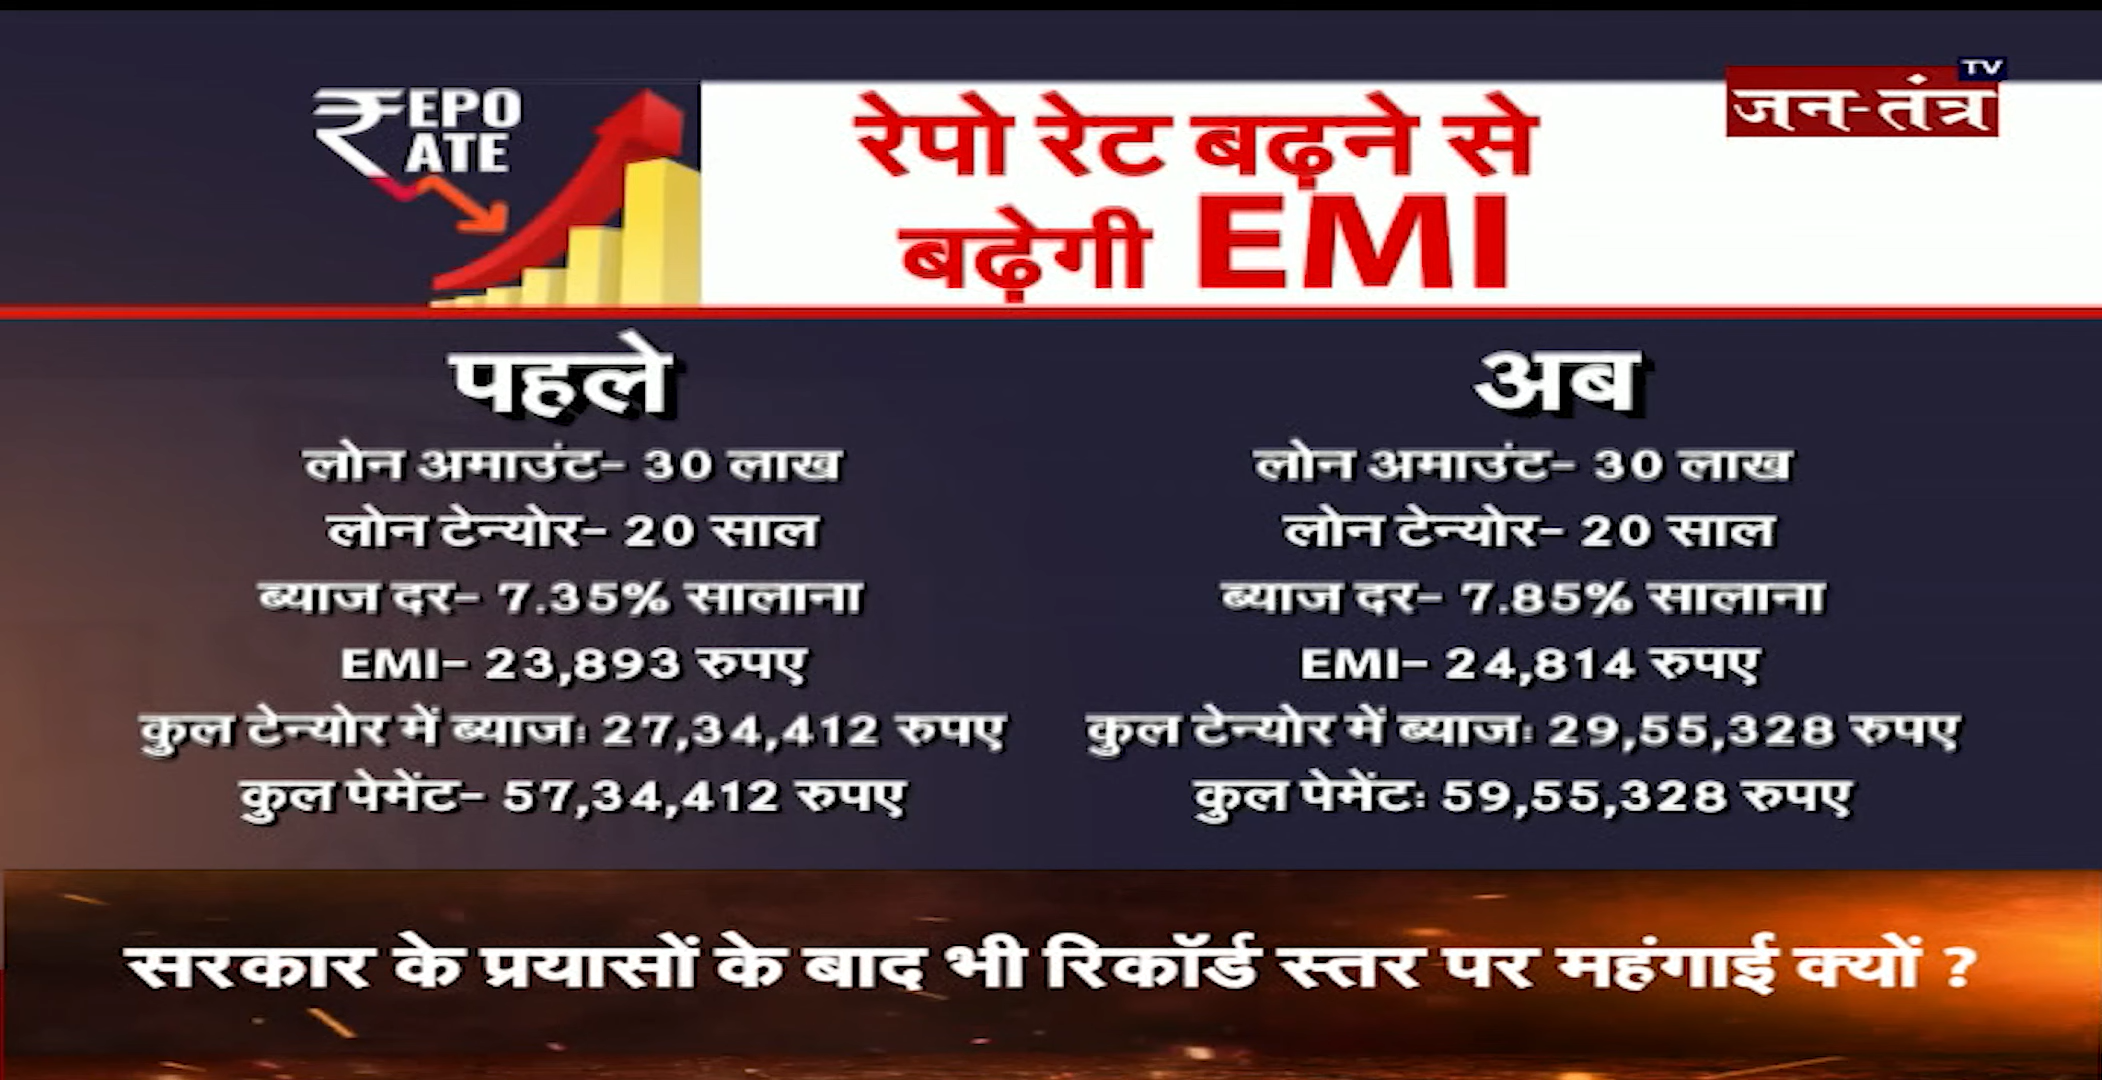 ₹EPO
ATE
रेपो रेट बढ़ने से
बढ़ेगी EMI
TV
जन-तंत्र
पहले
लोन अमाउंट- 30 लाख
लोन टेन्योर- 20 साल
ब्याज दर- 7.35% सालाना
EMI- 23,893 रुपए
कुल टेन्योर में ब्याजः 27,34,412 रुपए
कुल पेमेंट- 57,34,412 रुपए
अब
लोन अमाउंट- 30 लाख
लोन टेन्योर- 20 साल
ब्याज दर- 7.85% सालाना
EMI- 24,814 रुपए
कुल टेन्योर में ब्याजः 29,55,328 रुपए
कुल पेमेंटः 59,55,328 रुपए
सरकार के प्रयासों के बाद भी रिकॉर्ड स्तर पर महंगाई क्यों ?